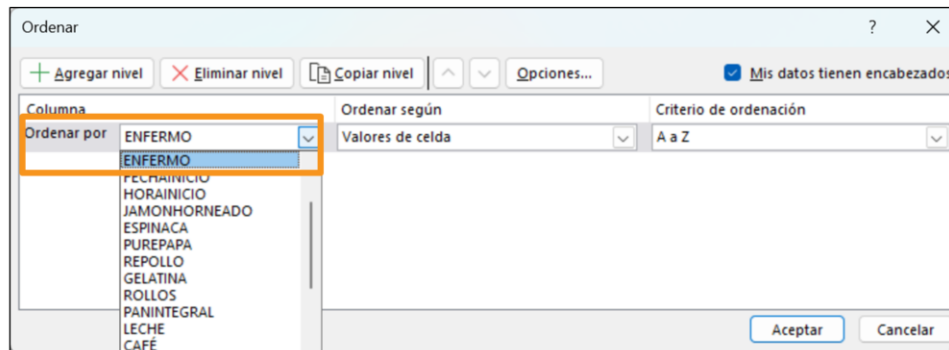 Ordenar ?
Agregar nivel Eliminar nivel Copiar nivel Opciones... Mis datos tienen encabezados
Columna Ordenar según Criterio de ordenación
Ordenar por ENFERMO Valores de celda A a Z
ENFERMO
FECHAINICIO
HORAINICIO
JAMONHORNEADO
ESPINACA
PUREPAPA
REPOLLO
GELATINA
ROLLOS
PANINTEGRAL
LECHE
CAFÉ
Aceptar Cancelar